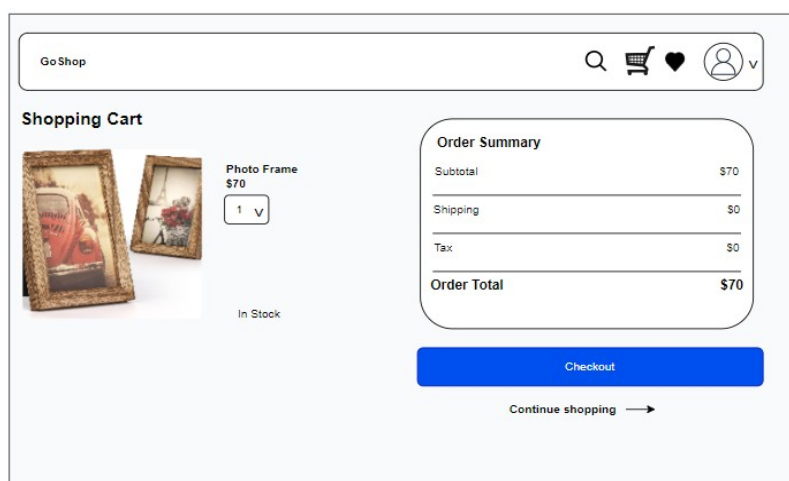 GoShop
Shopping Cart
Photo Frame
$70
1
In Stock
Order Summary
Subtotal $70
Shipping $0
Tax $0
Order Total $70
Checkout
Continue shopping